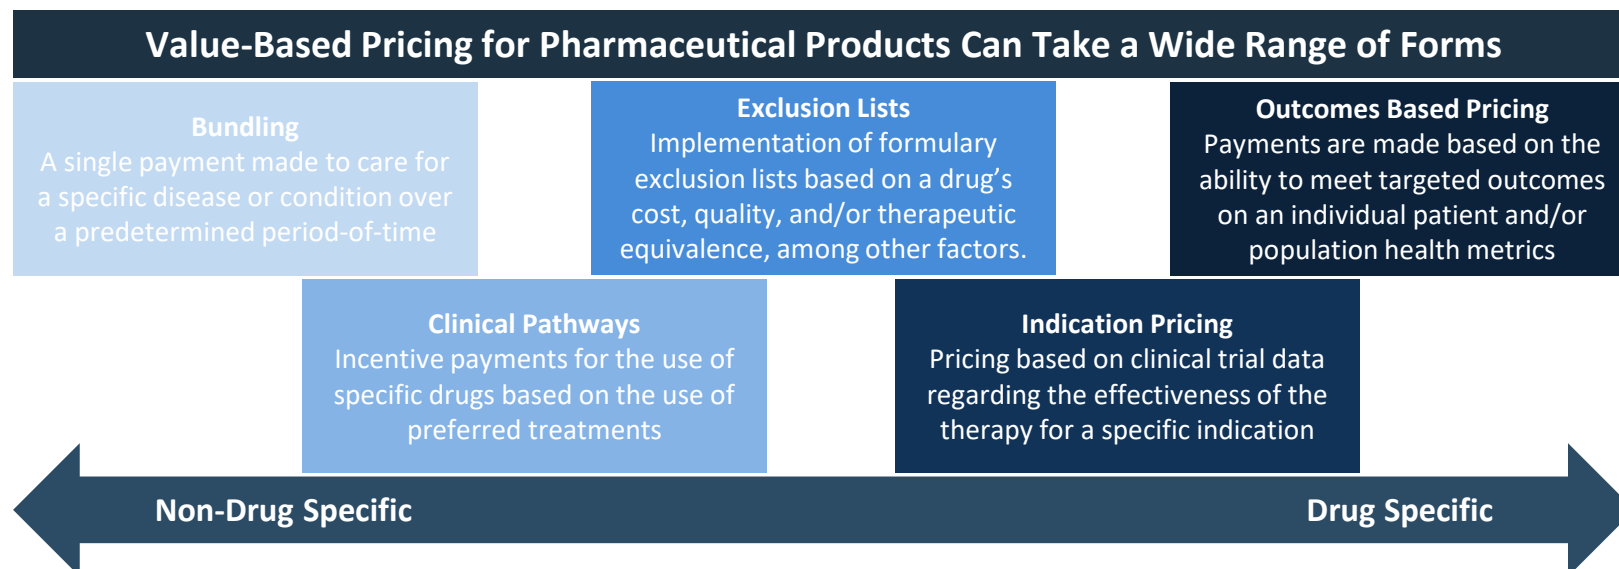 Value-Based Pricing for Pharmaceutical Products Can Take a Wide Range of Forms
Bundling
A single payment made to care for
a specific disease or condition over
a predetermined period-of-time
Exclusion Lists
Implementation of formulary
exclusion lists based on a drug’s
cost, quality, and/or therapeutic
equivalence, among other factors.
Outcomes Based Pricing
Payments are made based on the
ability to meet targeted outcomes
on an individual patient and/or
population health metrics
Clinical Pathways
Incentive payments for the use of
specific drugs based on the use of
preferred treatments
Indication Pricing
Pricing based on clinical trial data
regarding the effectiveness of the
therapy for a specific indication
Non-Drug Specific
Drug Specific